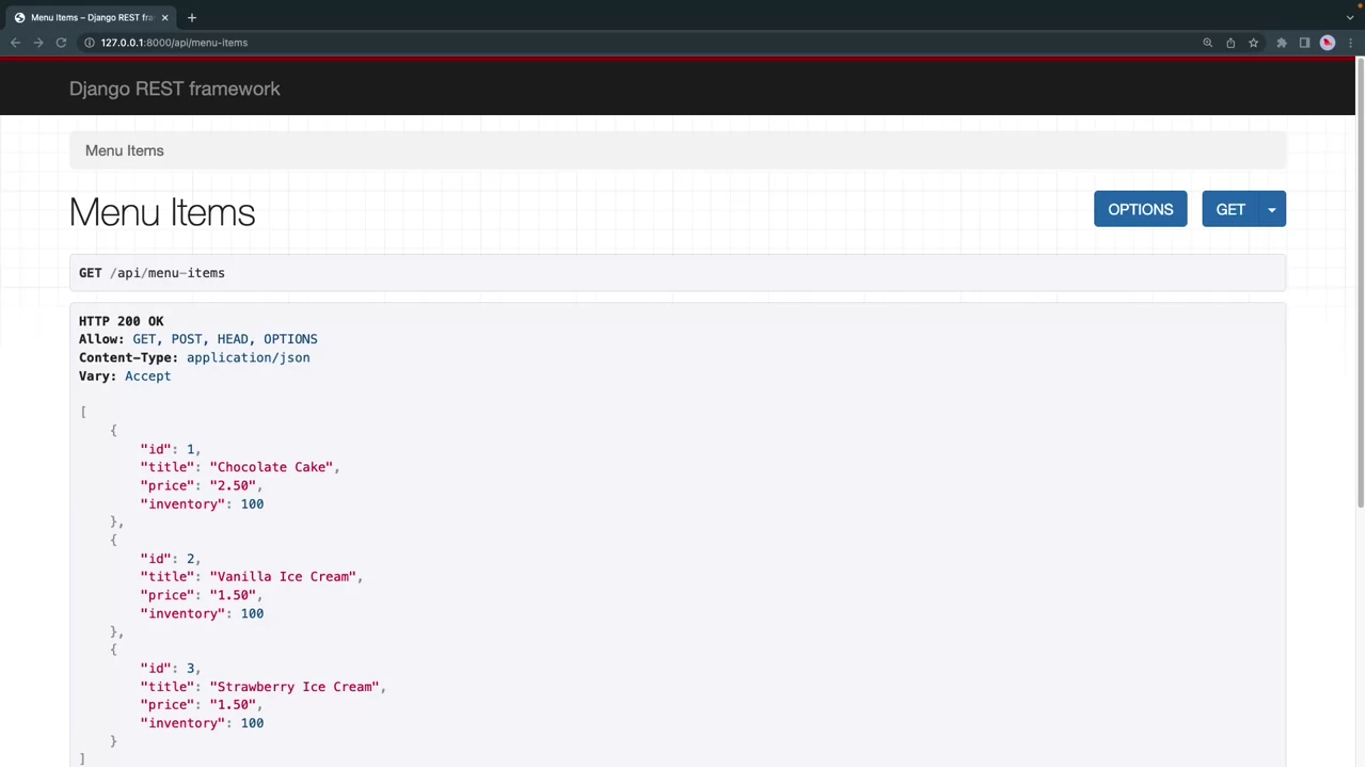 Menu Items – Django REST fra
127.0.0.1:8000/api/menu-items
Django REST framework
Menu Items
Menu Items
OPTIONS
GET
GET /api/menu-items
HTTP 200 OK
Allow: GET, POST, HEAD, OPTIONS
Content-Type: application/json
Vary: Accept
[
    {
        "id": 1,
        "title": "Chocolate Cake",
        "price": "2.50",
        "inventory": 100
    },
    {
        "id": 2,
        "title": "Vanilla Ice Cream",
        "price": "1.50",
        "inventory": 100
    },
    {
        "id": 3,
        "title": "Strawberry Ice Cream",
        "price": "1.50",
        "inventory": 100
    }
]